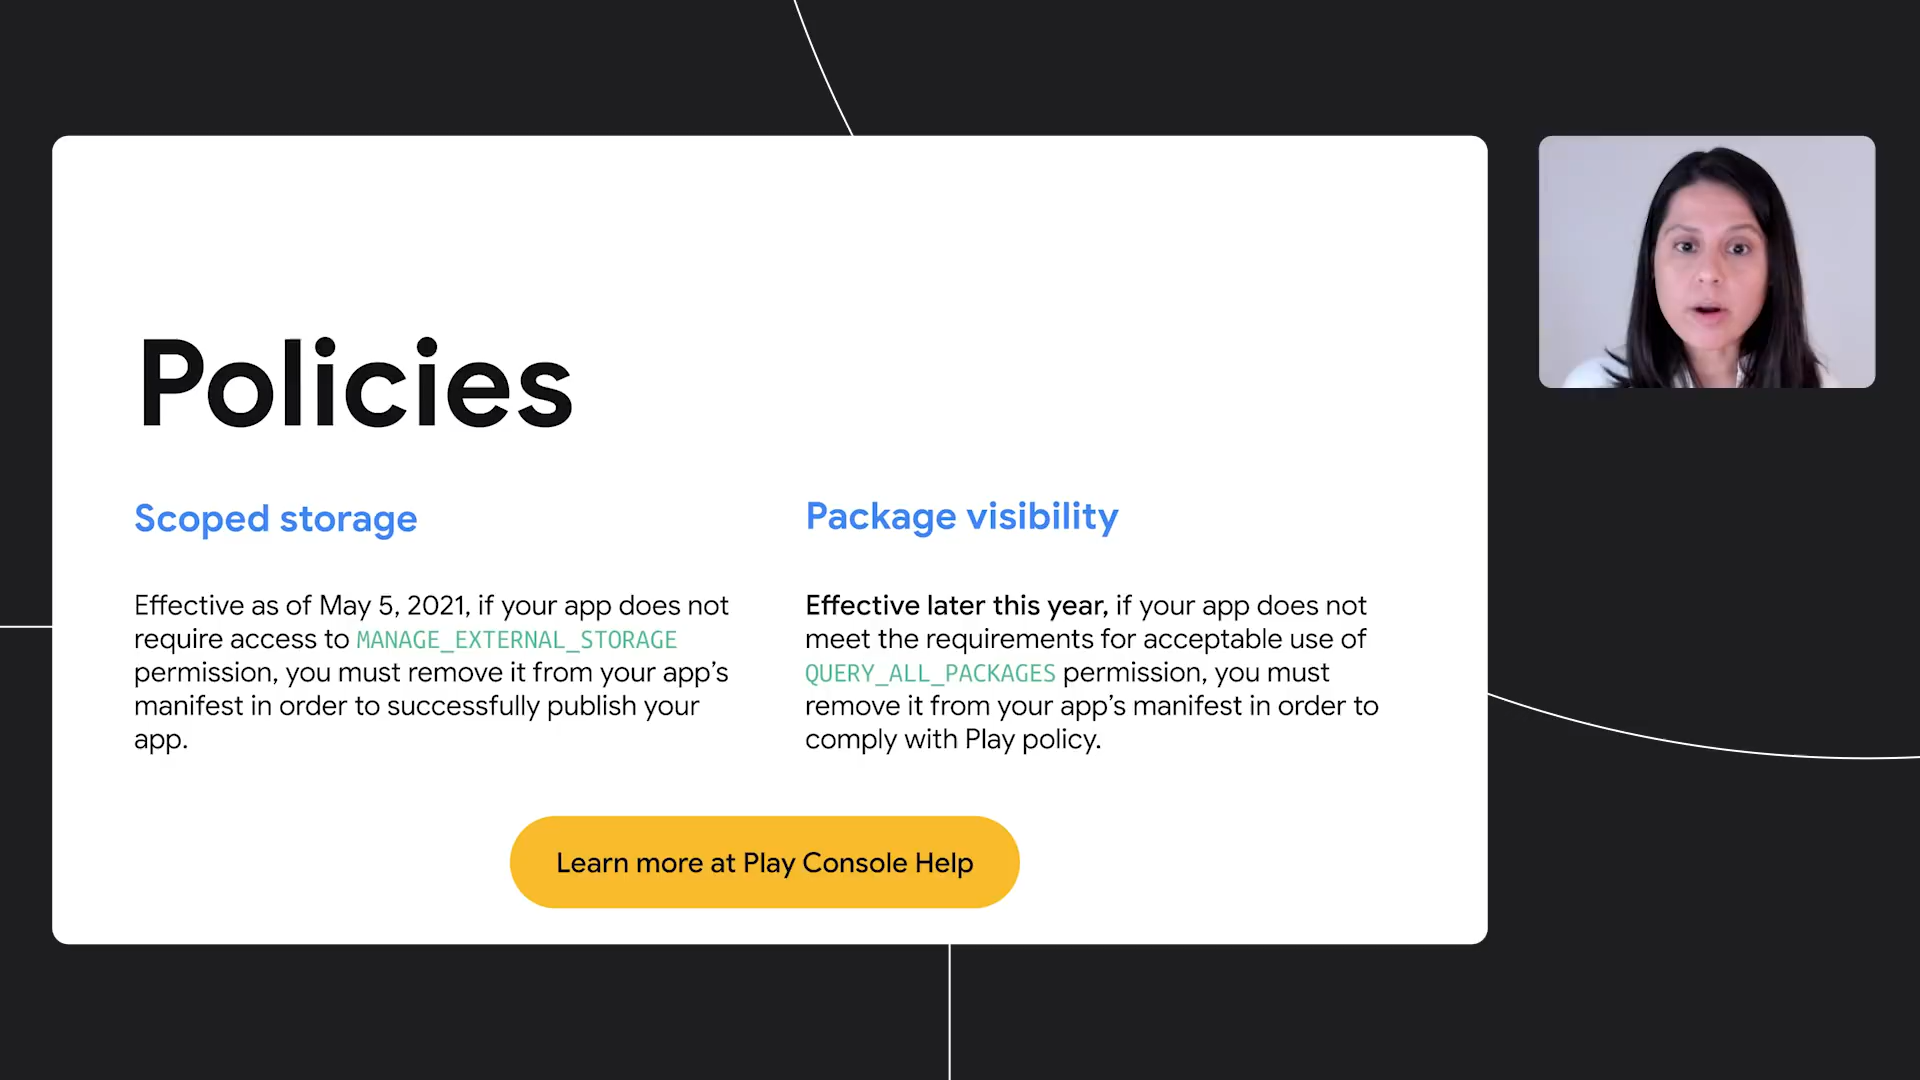 Policies
Scoped storage
Effective as of May 5, 2021, if your app does not
require access to MANAGE_EXTERNAL_STORAGE
permission, you must remove it from your app’s
manifest in order to successfully publish your
app.
Package visibility
Effective later this year, if your app does not
meet the requirements for acceptable use of
QUERY_ALL_PACKAGES permission, you must
remove it from your app’s manifest in order to
comply with Play policy.
Learn more at Play Console Help